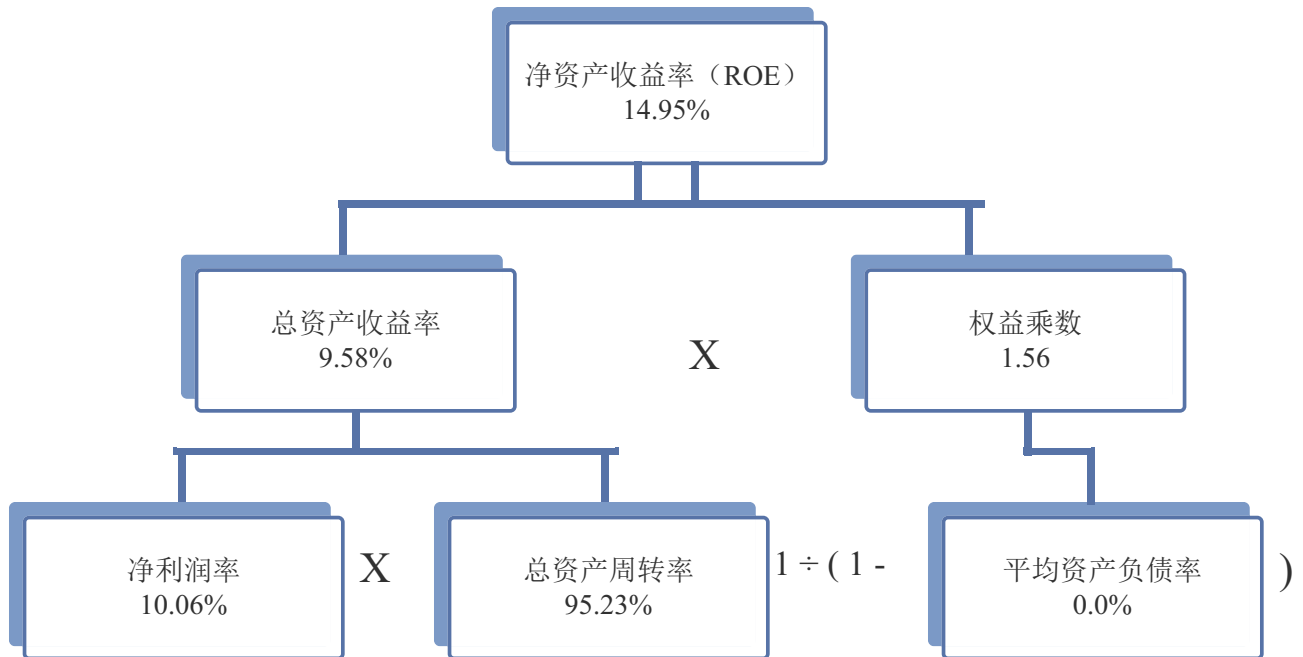 净资产收益率（ROE）
14.95%
总资产收益率
9.58%
X
权益乘数
1.56
净利润率
10.06%
X
总资产周转率
95.23%
1 ÷ ( 1 -
平均资产负债率
0.0%
)